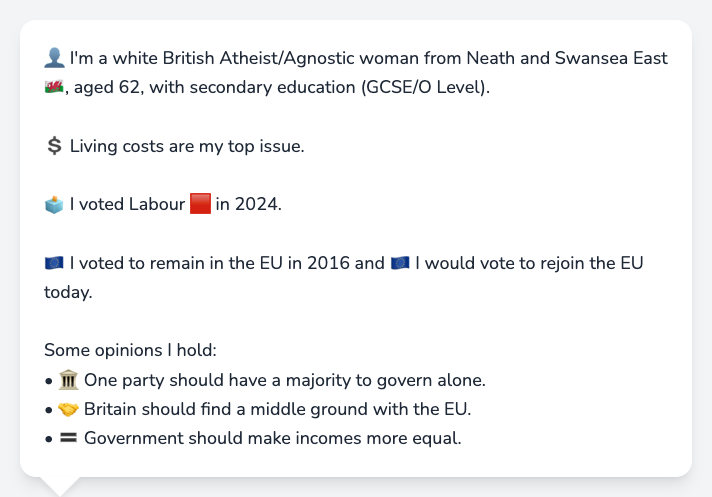 👤 I'm a white British Atheist/Agnostic woman from Neath and Swansea East
🏴󠁧󠁢󠁷󠁬󠁳󠁿, aged 62, with secondary education (GCSE/O Level).
💲 Living costs are my top issue.
🗳️ I voted Labour 🟥 in 2024.
🇪🇺 I voted to remain in the EU in 2016 and 🇪🇺 I would vote to rejoin the EU
today.
Some opinions I hold:
• 🏛️ One party should have a majority to govern alone.
• 🤝 Britain should find a middle ground with the EU.
• 🟰 Government should make incomes more equal.